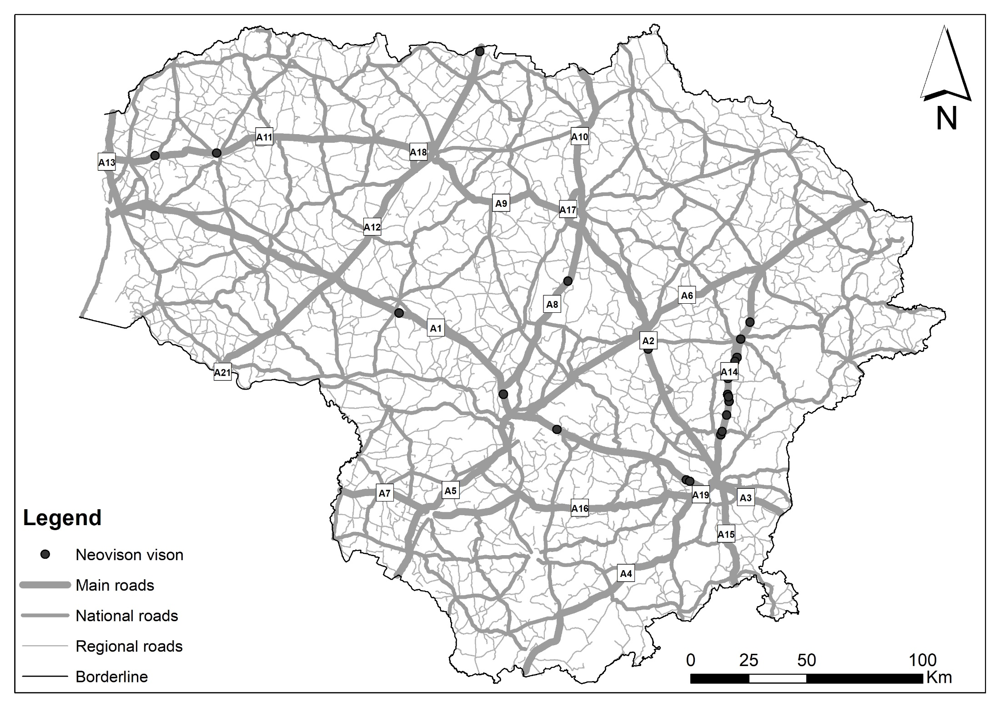 N
A11
A10
A18
A13
A9
A17
A12
A6
A8
A1
A2
A21
A14
A5
A7
A19
A3
A16
A15
A4
Legend
Neovison vison
Main roads
National roads
Regional roads
Borderline
0 25 50 100
Km